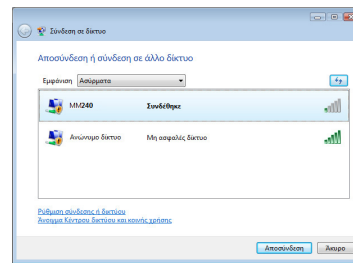 Σύνδεση σε δίκτυο
Αποσύνδεση ή σύνδεση σε άλλο δίκτυο
Εμφάνιση Ασύρματα
MM240 Συνδέθηκε
Ανώνυμο δίκτυο Μη ασφαλές δίκτυο
Ρύθμιση σύνδεσης ή δικτύου
Άνοιγμα Κέντρου δικτύου και κοινής χρήσης
Αποσύνδεση Άκυρο